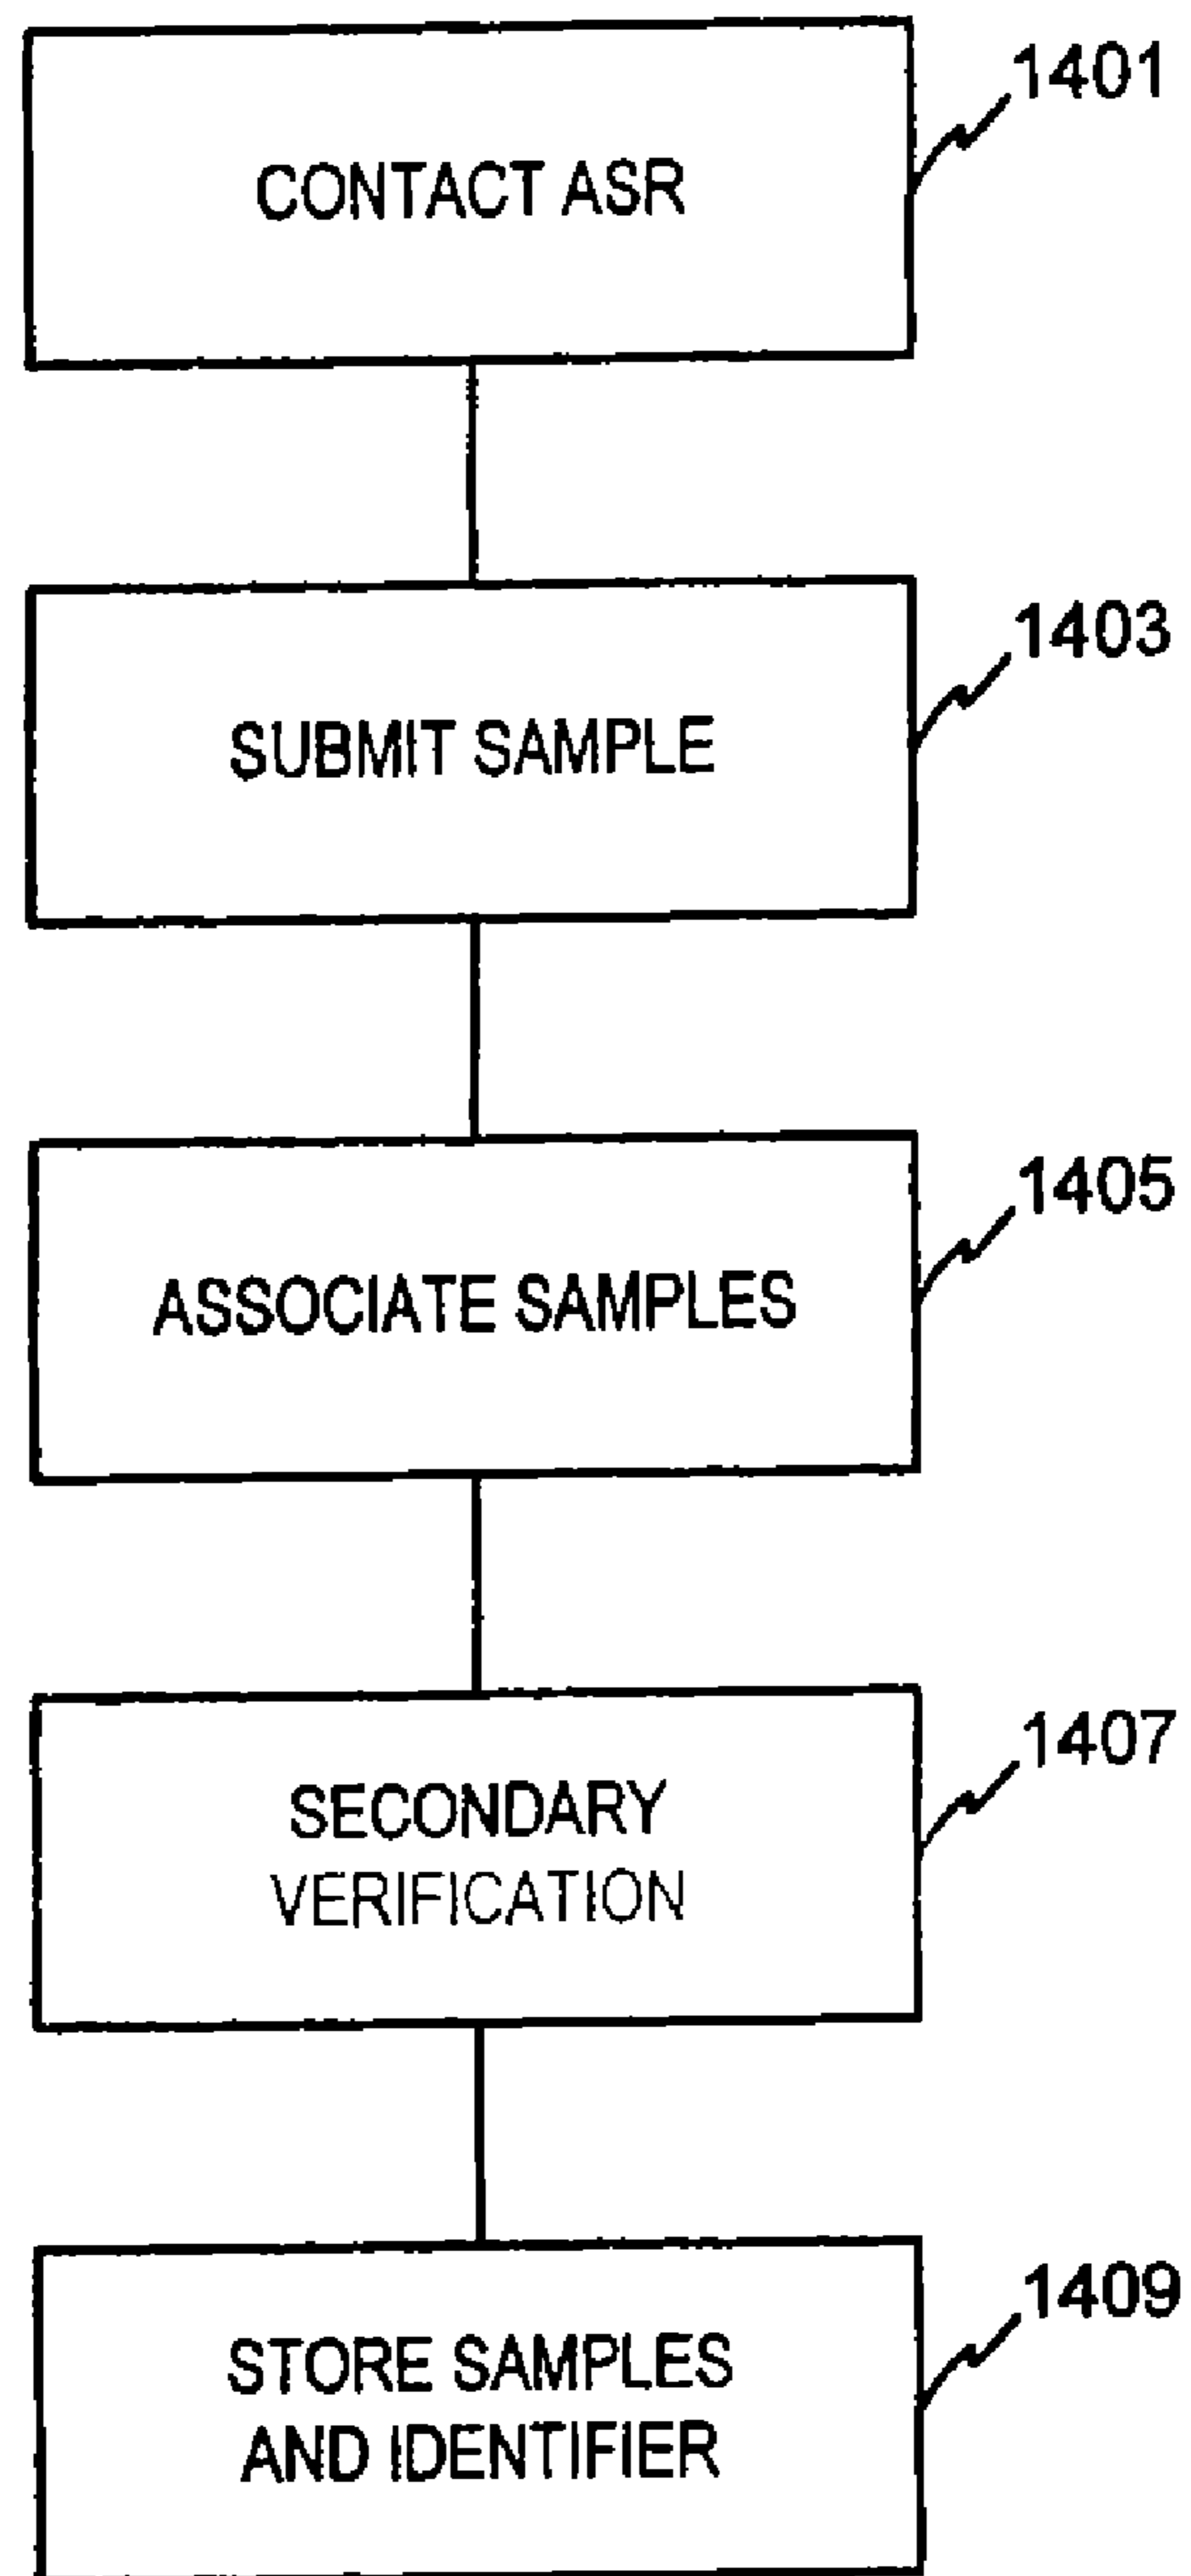 1401
CONTACT ASR
1403
SUBMIT SAMPLE
1405
ASSOCIATE SAMPLES
1407
SECONDARY
VERIFICATION
1409
STORE SAMPLES
AND IDENTIFIER